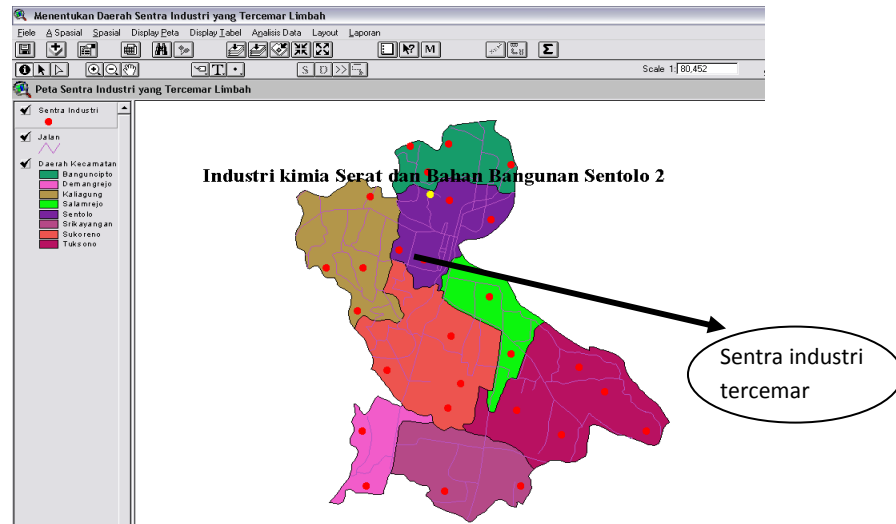 Menentukan Daerah Sentra Industri yang Tercemar Limbah
Eiele A Spasial Spasial Display Peta Display Tabel Analisis Data Layout Laporan
M Σ
T S
Scale 1: 80,452
Peta Sentra Industri yang Tercemar Limbah
Sentra Industri
Jalan
Daerah Kecamatan
Banguncipto
Demangrejo
Kaliagung
Salamrejo
Sentolo
Srikayangan
Sukoreno
Tuksono
Industri kimia Serat dan Bahan Bangunan Sentolo 2
Sentra industri
tercemar